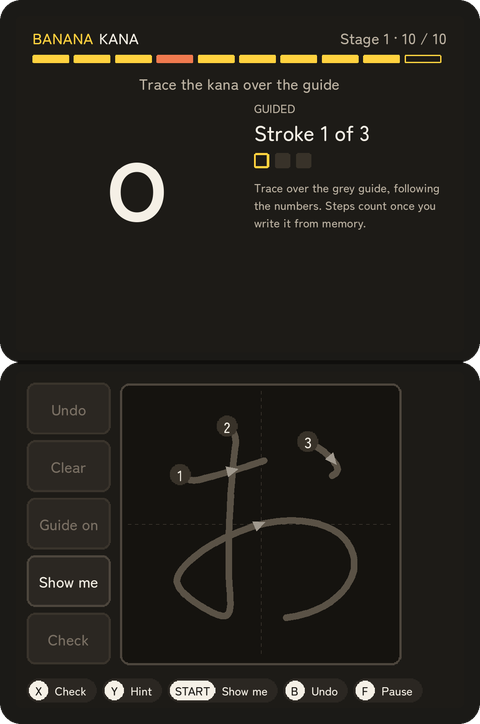 BANANA KANA
Stage 1 · 10 / 10
Trace the kana over the guide
GUIDED
Stroke 1 of 3
o
Trace over the grey guide, following
the numbers. Steps count once you
write it from memory.
Undo
Clear
Guide on
Show me
Check
1
2
3
お
X Check
Y Hint
START Show me
B Undo
F Pause